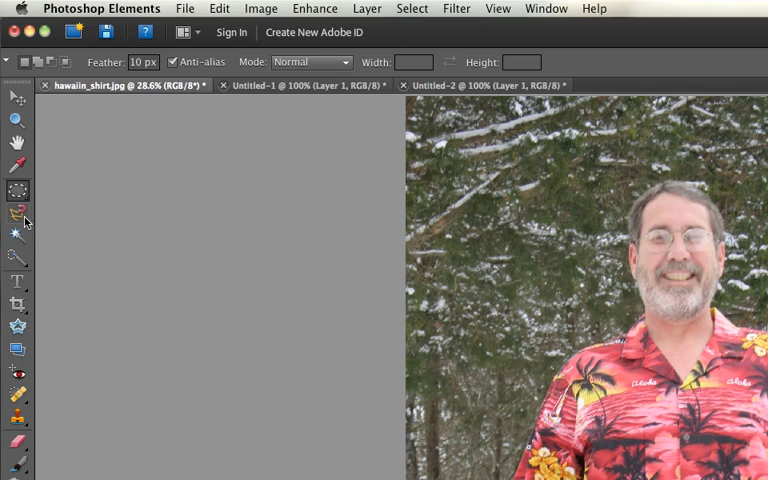 Photoshop Elements File Edit Image Enhance Layer Select Filter View Window Help
Sign In Create New Adobe ID
Feather: 10 px Anti-alias Mode: Normal Width: Height:
hawaiin_shirt.jpg @ 28.6% (RGB/8*) * Untitled-1 @ 100% (Layer 1, RGB/8) * Untitled-2 @ 100% (Layer 1, RGB/8) *
T
Aloha Aloha